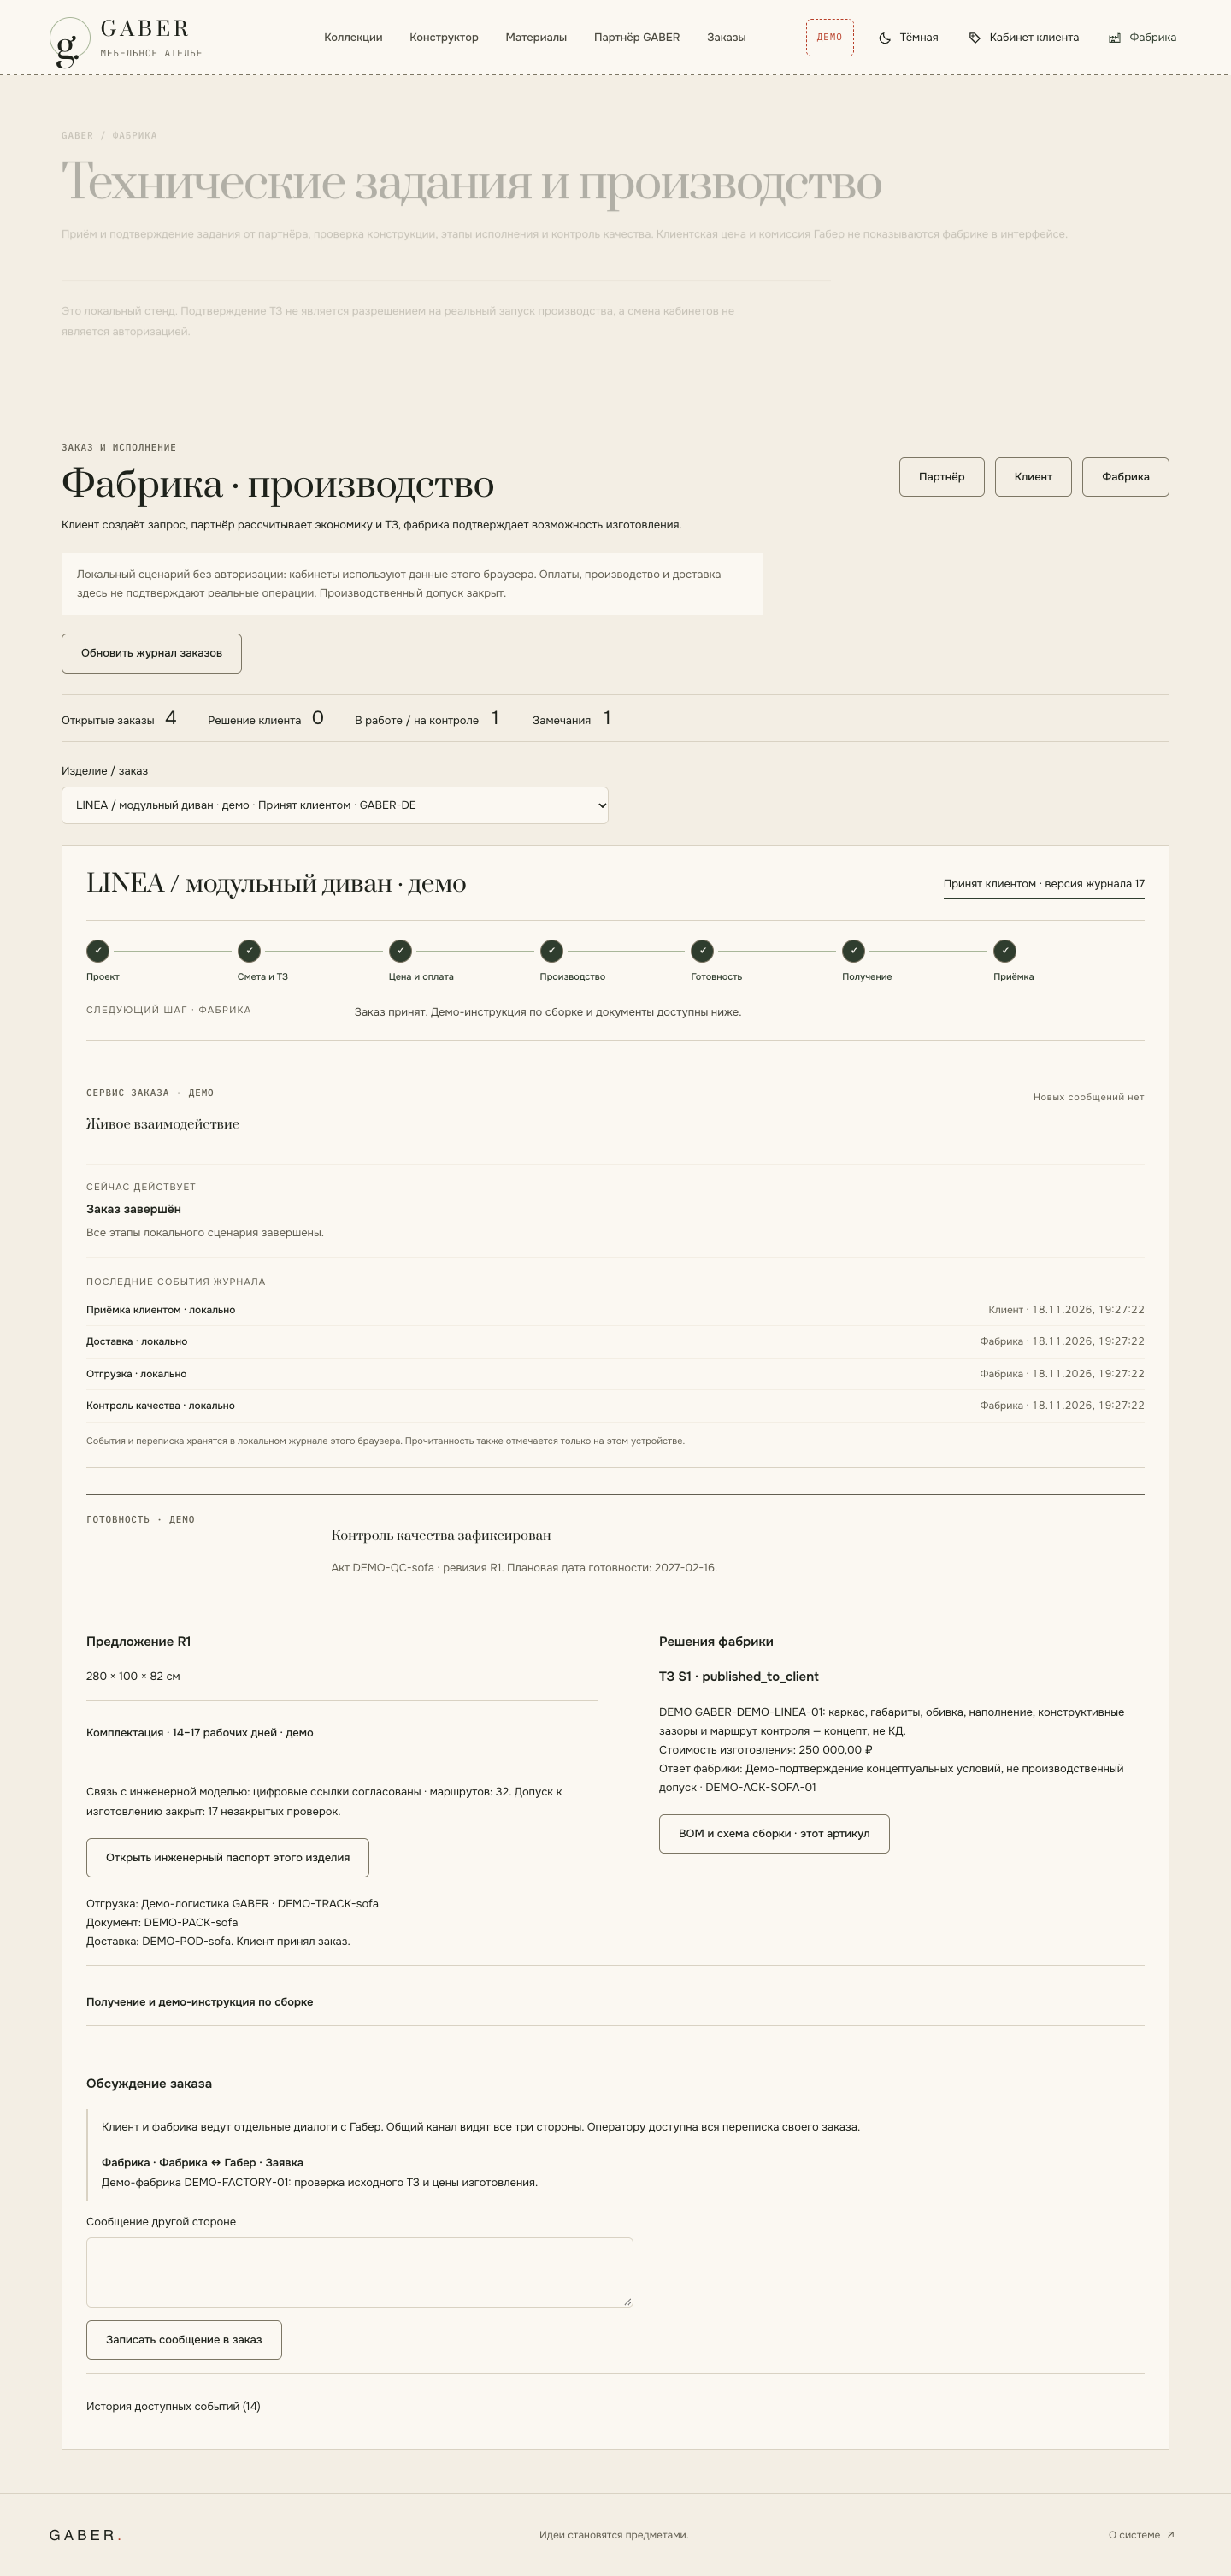 GABER
МЕБЕЛЬНОЕ АТЕЛЬЕ
Коллекции
Конструктор
Материалы
Партнёр GABER
Заказы
ДЕМО
Тёмная
Кабинет клиента
Фабрика
GABER / ФАБРИКА
Технические задания и производство
Приём и подтверждение задания от партнёра, проверка конструкции, этапы исполнения и контроль качества. Клиентская цена и комиссия Габер не показываются фабрике в интерфейсе.
Это локальный стенд. Подтверждение ТЗ не является разрешением на реальный запуск производства, а смена кабинетов не
является авторизацией.
ЗАКАЗ И ИСПОЛНЕНИЕ
Фабрика · производство
Партнёр
Клиент
Фабрика
Клиент создаёт запрос, партнёр рассчитывает экономику и ТЗ, фабрика подтверждает возможность изготовления.
Локальный сценарий без авторизации: кабинеты используют данные этого браузера. Оплаты, производство и доставка
здесь не подтверждают реальные операции. Производственный допуск закрыт.
Обновить журнал заказов
Открытые заказы 4
Решение клиента 0
В работе / на контроле 1
Замечания 1
Изделие / заказ
LINEA / модульный диван · демо · Принят клиентом · GABER-DE
LINEA / модульный диван · демо
Принят клиентом · версия журнала 17
Проект
Смета и ТЗ
Цена и оплата
Производство
Готовность
Получение
Приёмка
СЛЕДУЮЩИЙ ШАГ · ФАБРИКА
Заказ принят. Демо-инструкция по сборке и документы доступны ниже.
СЕРВИС ЗАКАЗА · ДЕМО
Новых сообщений нет
Живое взаимодействие
СЕЙЧАС ДЕЙСТВУЕТ
Заказ завершён
Все этапы локального сценария завершены.
ПОСЛЕДНИЕ СОБЫТИЯ ЖУРНАЛА
Приёмка клиентом · локально
Клиент · 18.11.2026, 19:27:22
Доставка · локально
Фабрика · 18.11.2026, 19:27:22
Отгрузка · локально
Фабрика · 18.11.2026, 19:27:22
Контроль качества · локально
Фабрика · 18.11.2026, 19:27:22
События и переписка хранятся в локальном журнале этого браузера. Прочитанность также отмечается только на этом устройстве.
ГОТОВНОСТЬ · ДЕМО
Контроль качества зафиксирован
Акт DEMO-QC-sofa · ревизия R1. Плановая дата готовности: 2027-02-16.
Предложение R1
280 × 100 × 82 см
Комплектация · 14–17 рабочих дней · демо
Связь с инженерной моделью: цифровые ссылки согласованы · маршрутов: 32. Допуск к
изготовлению закрыт: 17 незакрытых проверок.
Открыть инженерный паспорт этого изделия
Отгрузка: Демо-логистика GABER · DEMO-TRACK-sofa
Документ: DEMO-PACK-sofa
Доставка: DEMO-POD-sofa. Клиент принял заказ.
Решения фабрики
ТЗ S1 · published_to_client
DEMO GABER-DEMO-LINEA-01: каркас, габариты, обивка, наполнение, конструктивные
зазоры и маршрут контроля — концепт, не КД.
Стоимость изготовления: 250 000,00 ₽
Ответ фабрики: Демо-подтверждение концептуальных условий, не производственный
допуск · DEMO-ACK-SOFA-01
BOM и схема сборки · этот артикул
Получение и демо-инструкция по сборке
Обсуждение заказа
Клиент и фабрика ведут отдельные диалоги с Габер. Общий канал видят все три стороны. Оператору доступна вся переписка своего заказа.
Фабрика · Фабрика ↔ Габер · Заявка
Демо-фабрика DEMO-FACTORY-01: проверка исходного ТЗ и цены изготовления.
Сообщение другой стороне
Записать сообщение в заказ
История доступных событий (14)
GABER.
Идеи становятся предметами.
О системе ↗